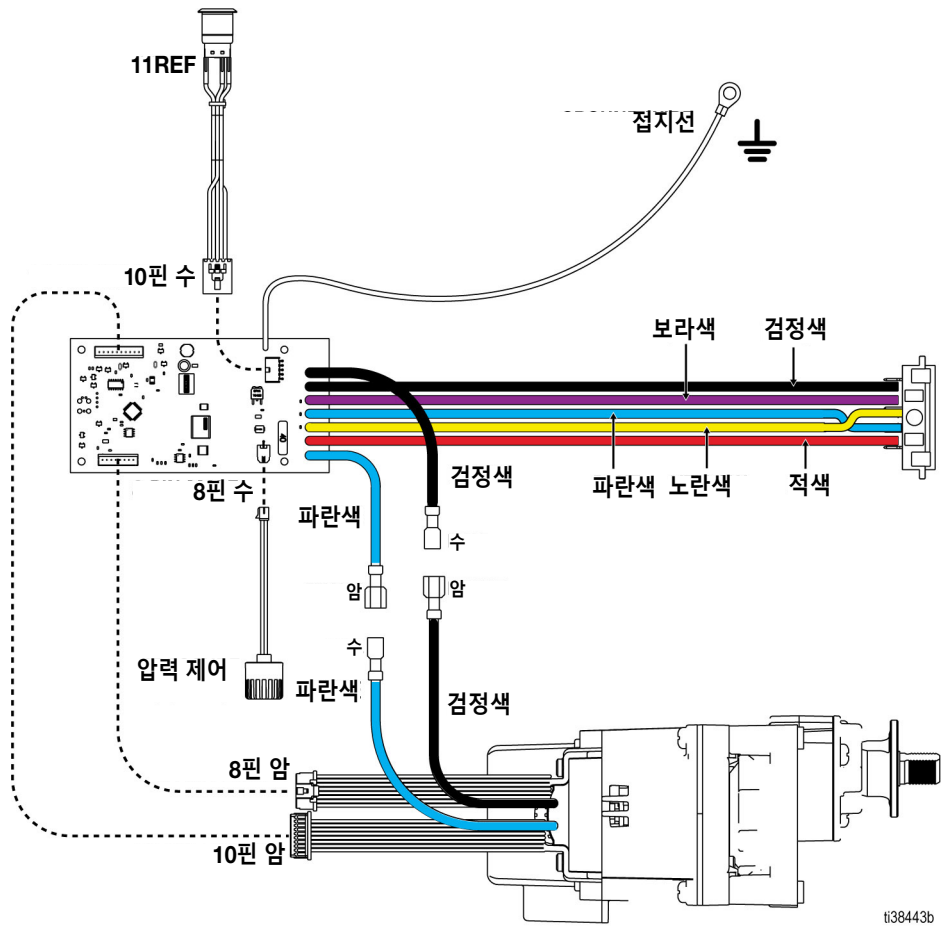 11REF
접지선
10핀 수
보라색
검정색
8핀 수
파란색
검정색
파란색
노란색
적색
수
암
암
수
압력 제어
파란색
검정색
8핀 암
10핀 암
ti38443b